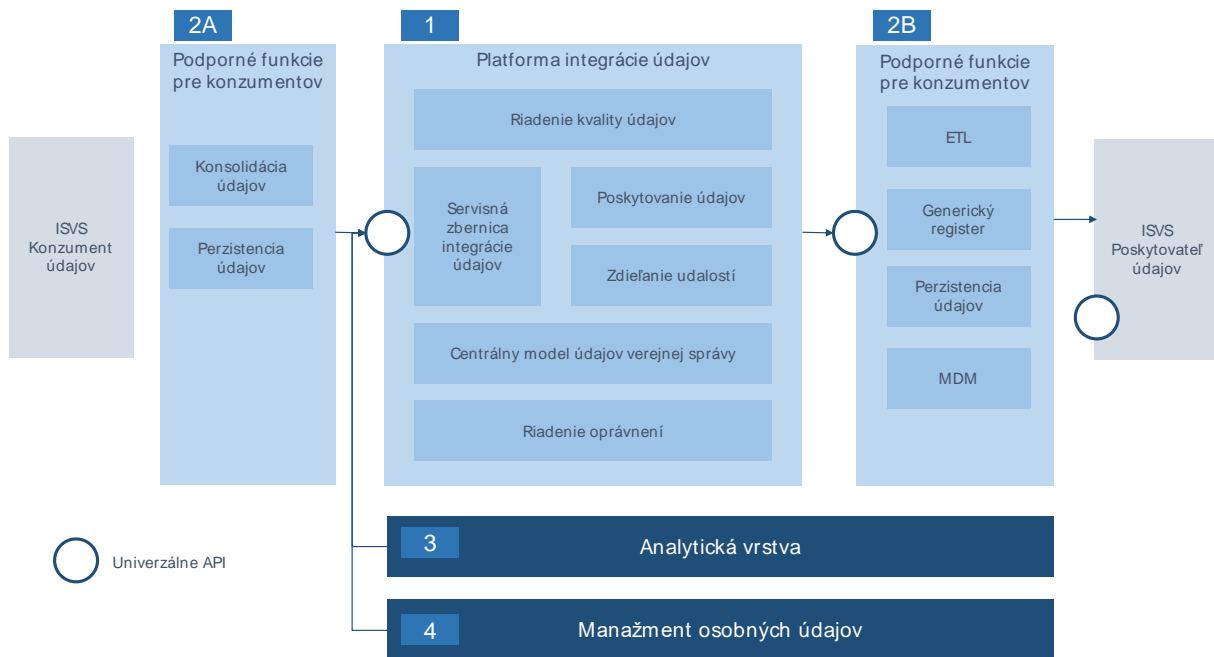 2A
1
2B
Podporné funkcie
pre konzumentov
Platforma integrácie údajov
Podporné funkcie
pre konzumentov
ISVS
Konzument
údajov
Konsolidácia
údajov
Perzistencia
údajov
Riadenie kvality údajov
Servisná
zbernica
integrácie
údajov
Poskytovanie údajov
Zdieľanie udalostí
Centrálny model údajov verejnej správy
Riadenie oprávnení
ETL
Generický
register
Perzistencia
údajov
MDM
ISVS
Poskytovateľ
údajov
3
Analytická vrstva
Univerzálne API
4
Manažment osobných údajov